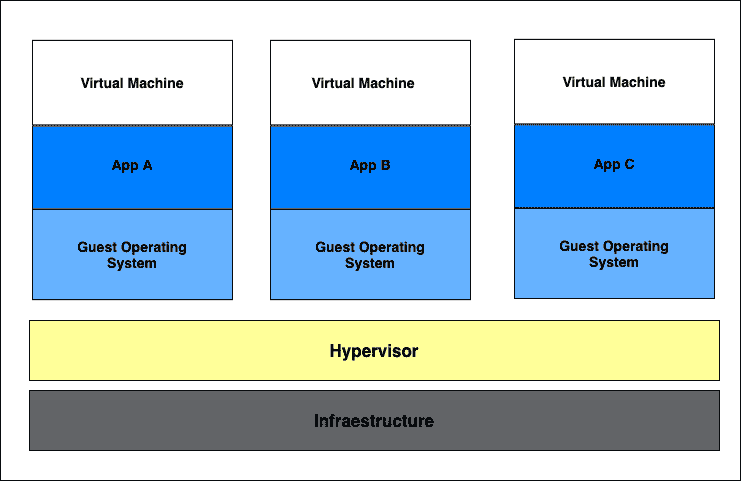 Virtual Machine
App A
Guest Operating
System
Virtual Machine
App B
Guest Operating
System
Virtual Machine
App C
Guest Operating
System
Hypervisor
Infraestructure